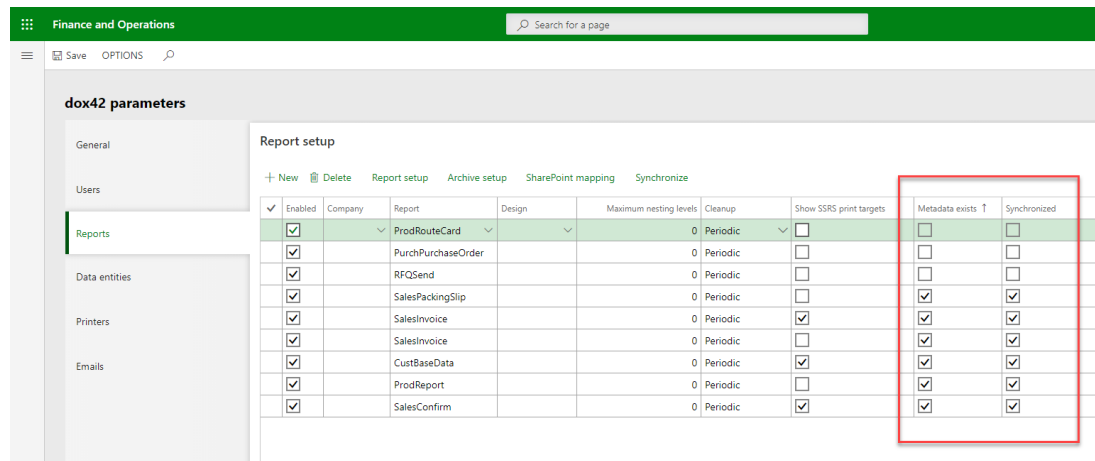 Finance and Operations
Search for a page
Save OPTIONS
dox42 parameters
General
Users
Reports
Data entities
Printers
Emails
Report setup
New Delete Report setup Archive setup SharePoint mapping Synchronize
Enabled Company Report Design Maximum nesting levels Cleanup Show SSRS print targets Metadata exists ↑ Synchronized
ProdRouteCard 0 Periodic
PurchPurchaseOrder 0 Periodic
RFQSend 0 Periodic
SalesPackingSlip 0 Periodic
SalesInvoice 0 Periodic
SalesInvoice 0 Periodic
CustBaseData 0 Periodic
ProdReport 0 Periodic
SalesConfirm 0 Periodic